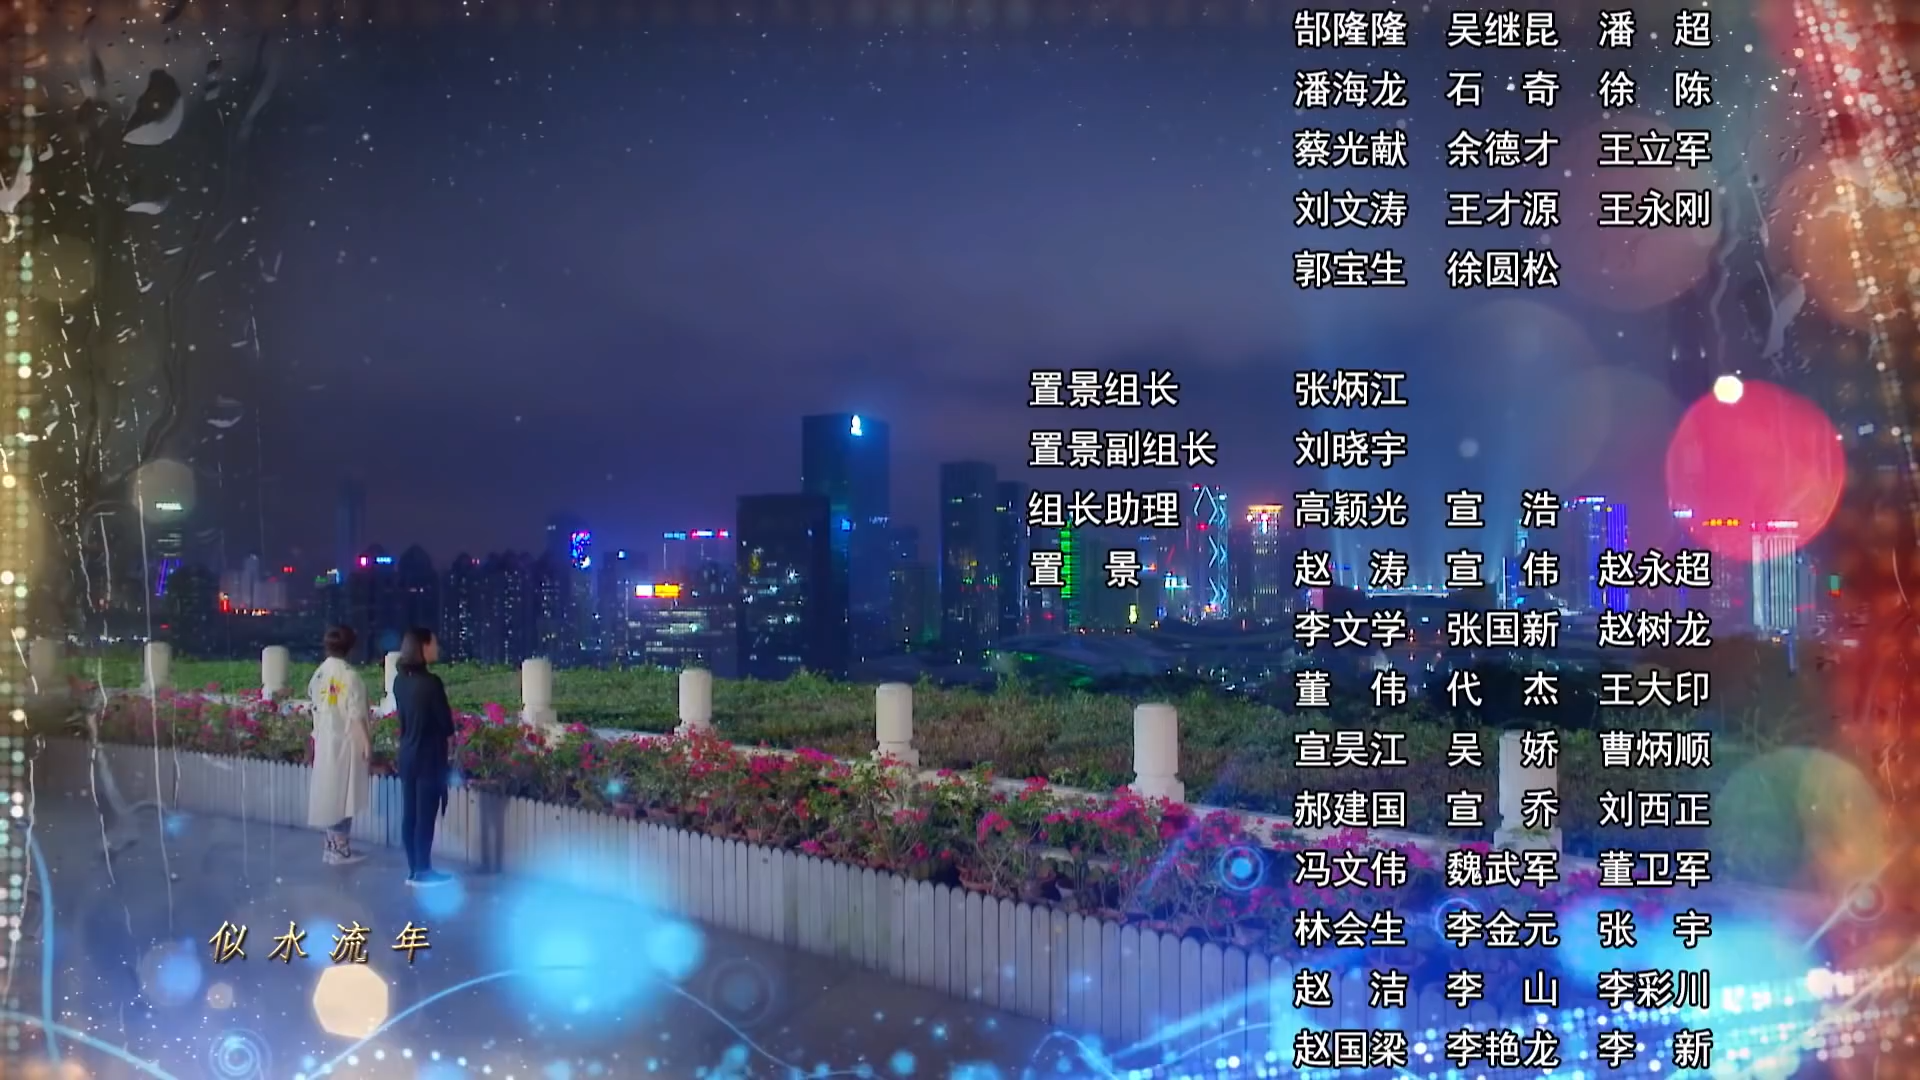 郜隆隆 吴继昆 潘 超
潘海龙 石 奇 徐 陈
蔡光献 余德才 王立军
刘文涛 王才源 王永刚
郭宝生 徐圆松
置景组长 张炳江
置景副组长 刘晓宇
组长助理 高颖光 宣 浩
置 景 赵 涛 宣 伟 赵永超
李文学 张国新 赵树龙
董 伟 代 杰 王大印
宣昊江 吴 娇 曹炳顺
郝建国 宣 乔 刘西正
冯文伟 魏武军 董卫军
林会生 李金元 张 宇
赵 洁 李 山 李彩川
赵国梁 李艳龙 李 新
似水流年